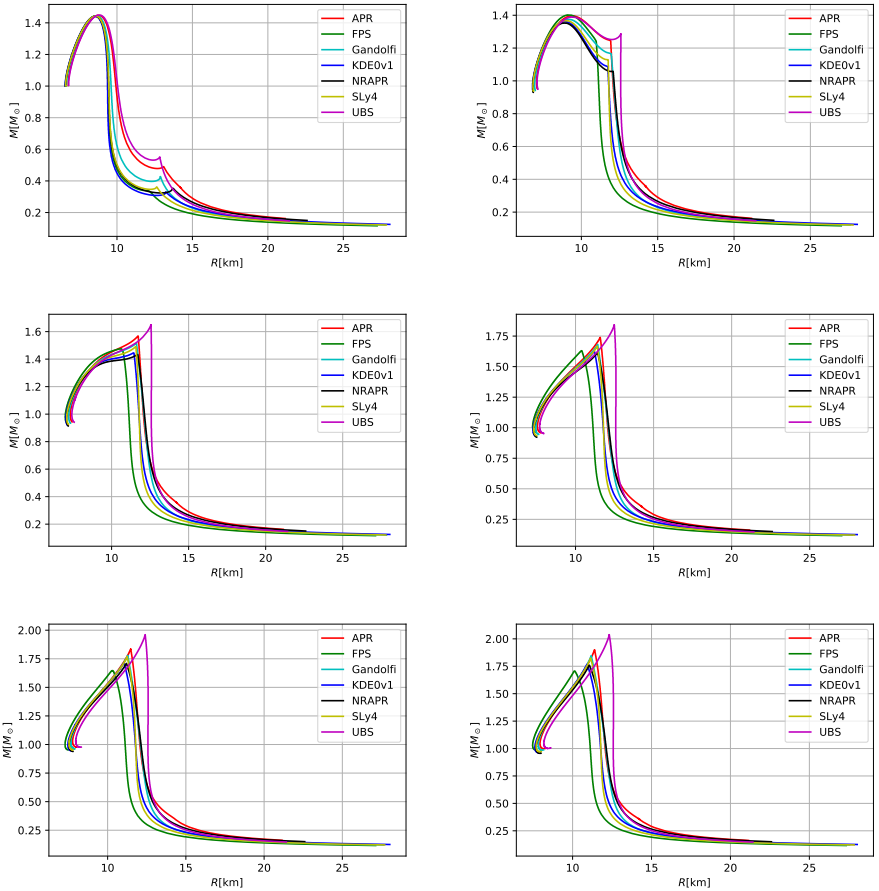 1.4
1.2
1.0
0.8
0.6
0.4
0.2
M[M⊙]
10
15
20
25
R[km]
APR
FPS
Gandolfi
KDE0v1
NRAPR
SLy4
UBS
1.4
1.2
1.0
0.8
0.6
0.4
0.2
M[M⊙]
10
15
20
25
R[km]
APR
FPS
Gandolfi
KDE0v1
NRAPR
SLy4
UBS
1.6
1.4
1.2
1.0
0.8
0.6
0.4
0.2
M[M⊙]
10
15
20
25
R[km]
APR
FPS
Gandolfi
KDE0v1
NRAPR
SLy4
UBS
1.75
1.50
1.25
1.00
0.75
0.50
0.25
M[M⊙]
10
15
20
25
R[km]
APR
FPS
Gandolfi
KDE0v1
NRAPR
SLy4
UBS
2.00
1.75
1.50
1.25
1.00
0.75
0.50
0.25
M[M⊙]
10
15
20
25
R[km]
APR
FPS
Gandolfi
KDE0v1
NRAPR
SLy4
UBS
2.00
1.75
1.50
1.25
1.00
0.75
0.50
0.25
M[M⊙]
10
15
20
25
R[km]
APR
FPS
Gandolfi
KDE0v1
NRAPR
SLy4
UBS